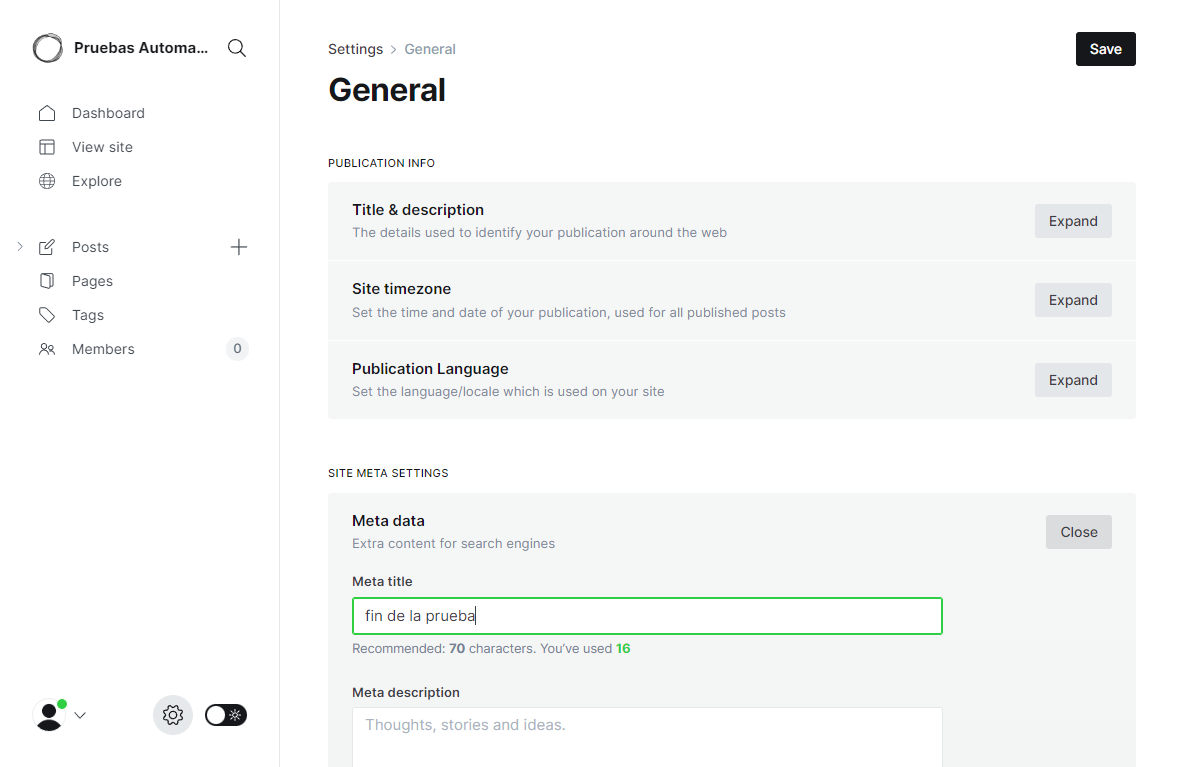 Pruebas Automa...
Dashboard
View site
Explore
Posts
Pages
Tags
Members 0
Settings General
Save
General
PUBLICATION INFO
Title & description
The details used to identify your publication around the web
Expand
Site timezone
Set the time and date of your publication, used for all published posts
Expand
Publication Language
Set the language/locale which is used on your site
Expand
SITE META SETTINGS
Meta data
Extra content for search engines
Close
Meta title
fin de la prueba
Recommended: 70 characters. You’ve used 16
Meta description
Thoughts, stories and ideas.